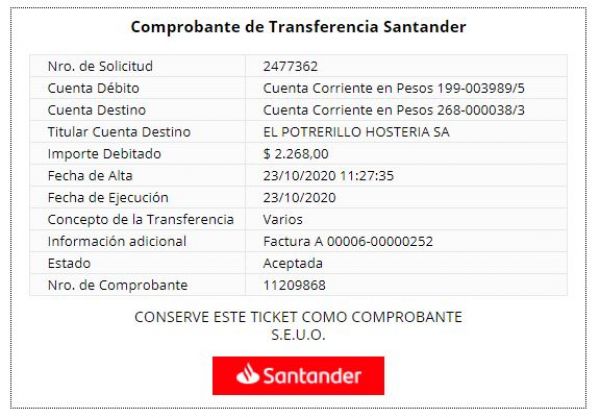 Comprobante de Transferencia Santander
Nro. de Solicitud 2477362
Cuenta Débito Cuenta Corriente en Pesos 199-003989/5
Cuenta Destino Cuenta Corriente en Pesos 268-000038/3
Titular Cuenta Destino EL POTRERILLO HOSTERIA SA
Importe Debitado $ 2.268,00
Fecha de Alta 23/10/2020 11:27:35
Fecha de Ejecución 23/10/2020
Concepto de la Transferencia Varios
Información adicional Factura A 00006-00000252
Estado Aceptada
Nro. de Comprobante 11209868
CONSERVE ESTE TICKET COMO COMPROBANTE
S.E.U.O.
Santander